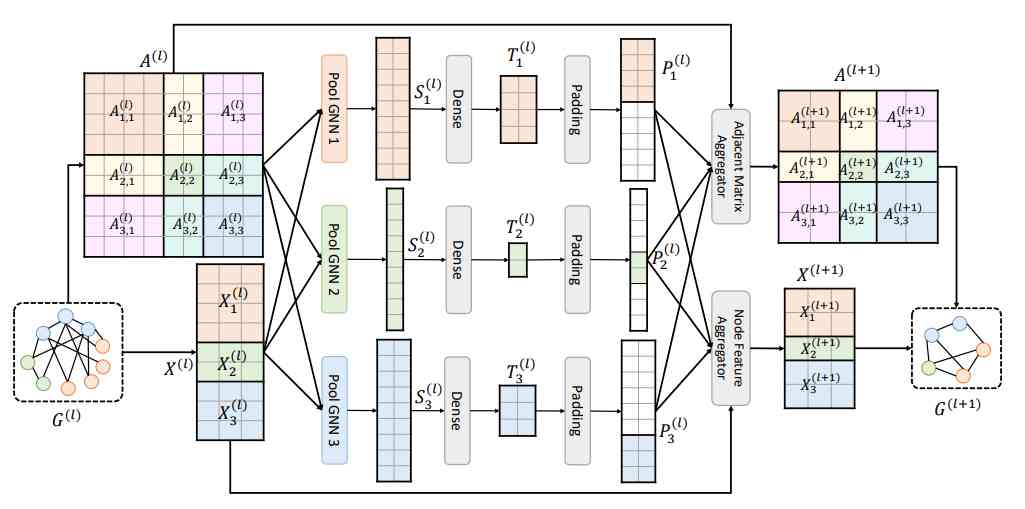 A^(l)
A_{1,1}^(l) A_{1,2}^(l) A_{1,3}^(l)
A_{2,1}^(l) A_{2,2}^(l) A_{2,3}^(l)
A_{3,1}^(l) A_{3,2}^(l) A_{3,3}^(l)
G^(l)
X^(l)
X_1^(l)
X_2^(l)
X_3^(l)
Pool GNN 1
Pool GNN 2
Pool GNN 3
S_1^(l)
S_2^(l)
S_3^(l)
Dense
Dense
Dense
T_1^(l)
T_2^(l)
T_3^(l)
Padding
Padding
Padding
P_1^(l)
P_2^(l)
P_3^(l)
Adjacent Matrix
Aggregator
Node Feature
Aggregator
A^(l+1)
A_{1,1}^(l+1) A_{1,2}^(l+1) A_{1,3}^(l+1)
A_{2,1}^(l+1) A_{2,2}^(l+1) A_{2,3}^(l+1)
A_{3,1}^(l+1) A_{3,2}^(l+1) A_{3,3}^(l+1)
X^(l+1)
X_1^(l+1)
X_2^(l+1)
X_3^(l+1)
G^(l+1)